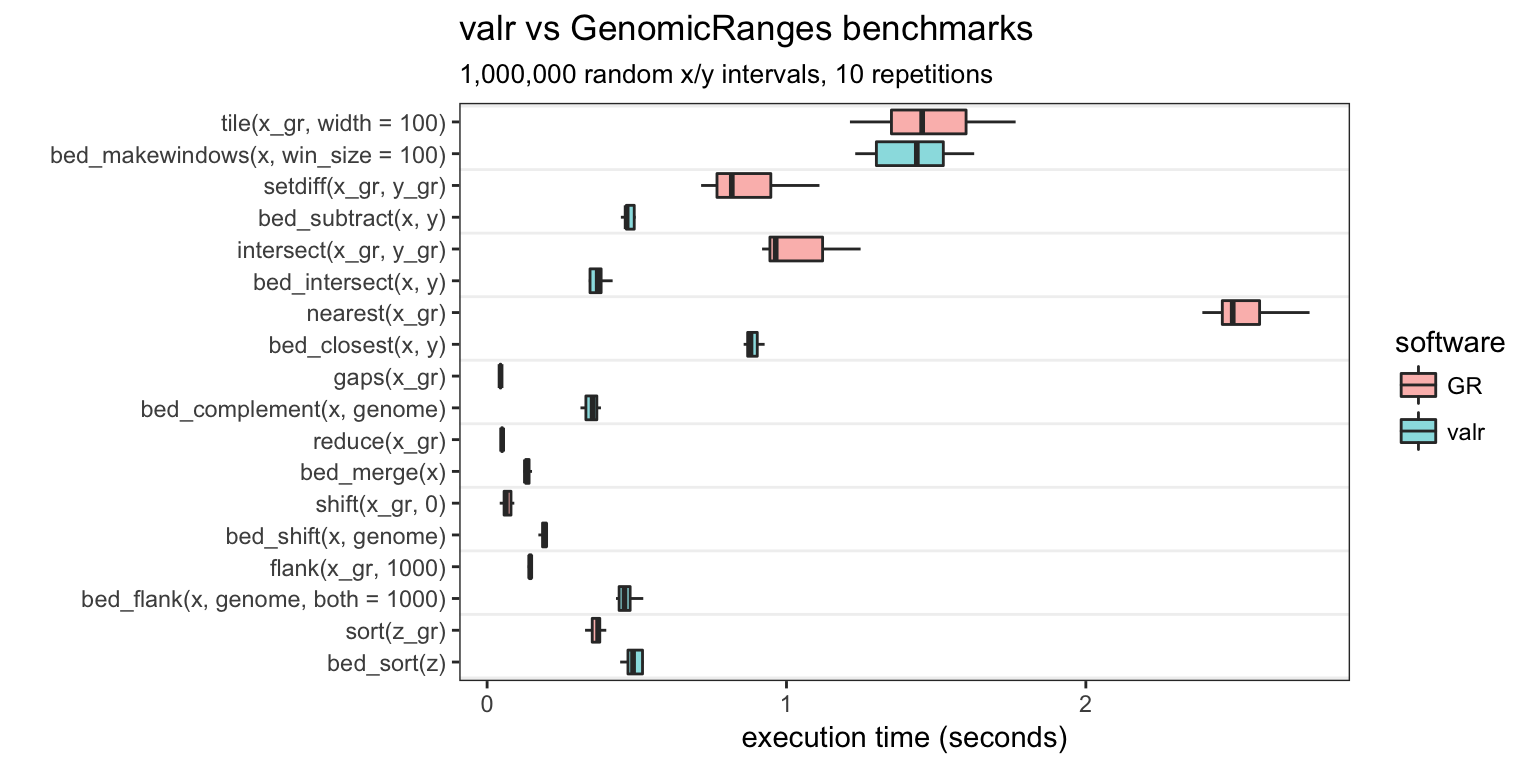 valr vs GenomicRanges benchmarks
1,000,000 random x/y intervals, 10 repetitions
tile(x_gr, width = 100)
bed_makewindows(x, win_size = 100)
setdiff(x_gr, y_gr)
bed_subtract(x, y)
intersect(x_gr, y_gr)
bed_intersect(x, y)
nearest(x_gr)
bed_closest(x, y)
gaps(x_gr)
bed_complement(x, genome)
reduce(x_gr)
bed_merge(x)
shift(x_gr, 0)
bed_shift(x, genome)
flank(x_gr, 1000)
bed_flank(x, genome, both = 1000)
sort(z_gr)
bed_sort(z)
0 1 2
execution time (seconds)
software
GR
valr